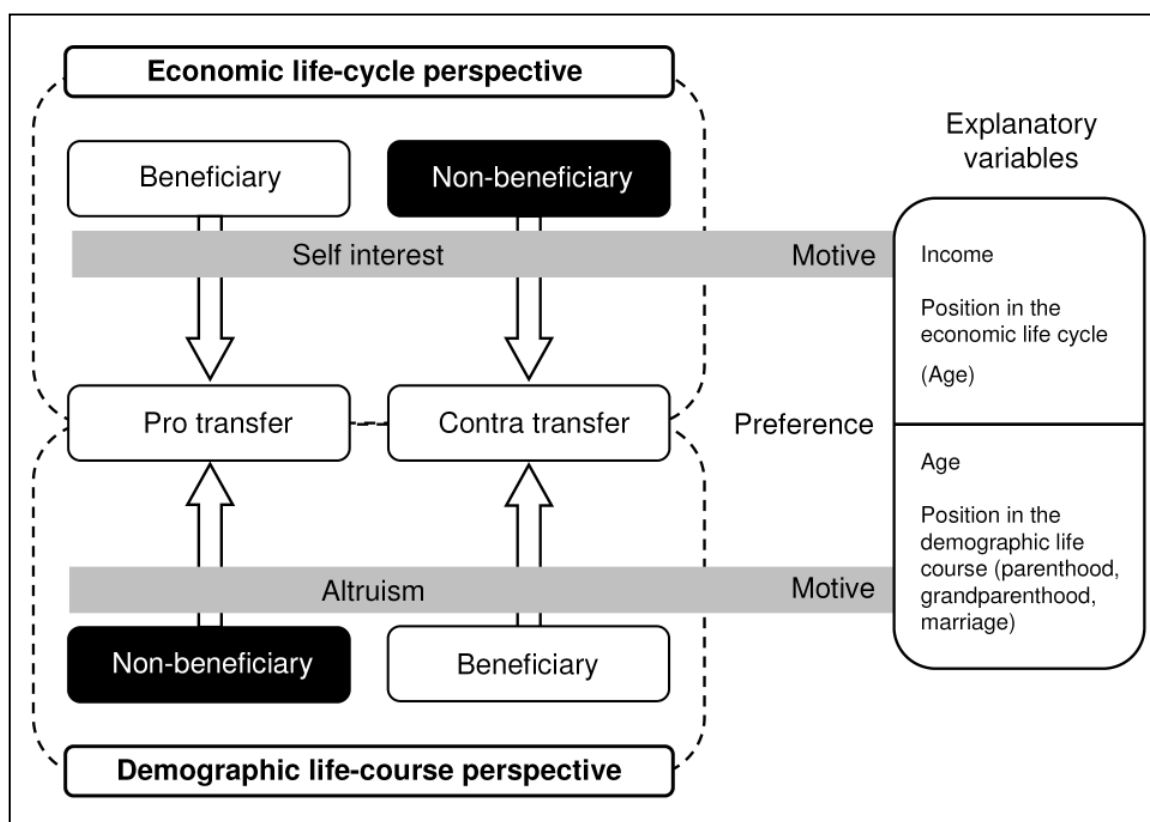 Economic life-cycle perspective
Beneficiary
Non-beneficiary
Explanatory
variables
Self interest
Motive
Income
Position in the
economic life cycle
(Age)
Pro transfer
Contra transfer
Preference
Age
Position in the
demographic life
course (parenthood,
grandparenthood,
marriage)
Altruism
Motive
Non-beneficiary
Beneficiary
Demographic life-course perspective